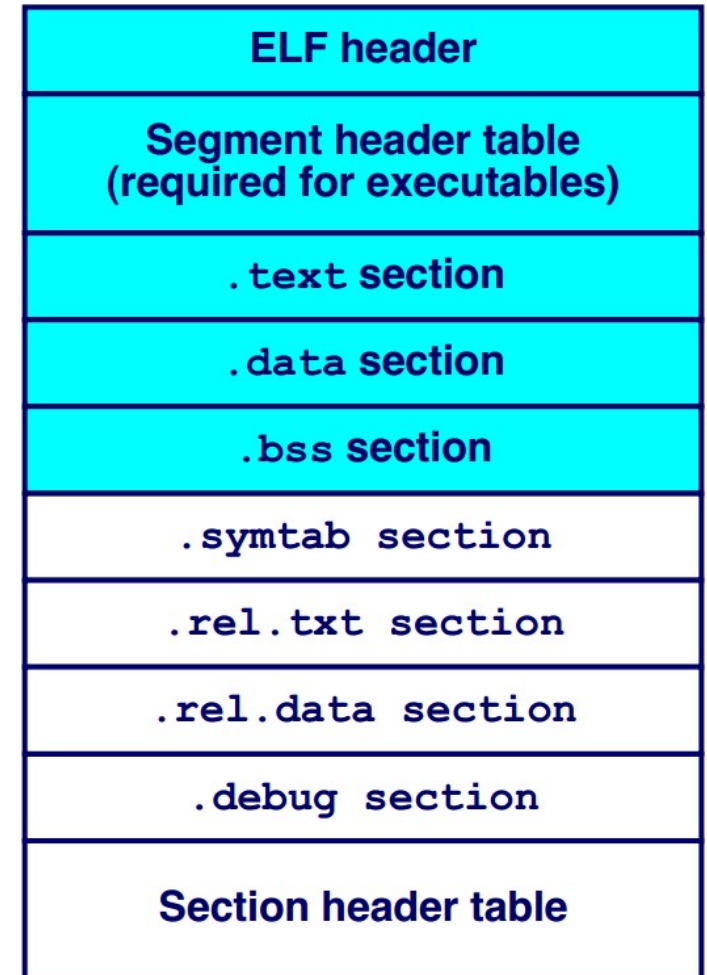 ELF header
Segment header table
(required for executables)
.text section
.data section
.bss section
.symtab section
.rel.txt section
.rel.data section
.debug section
Section header table